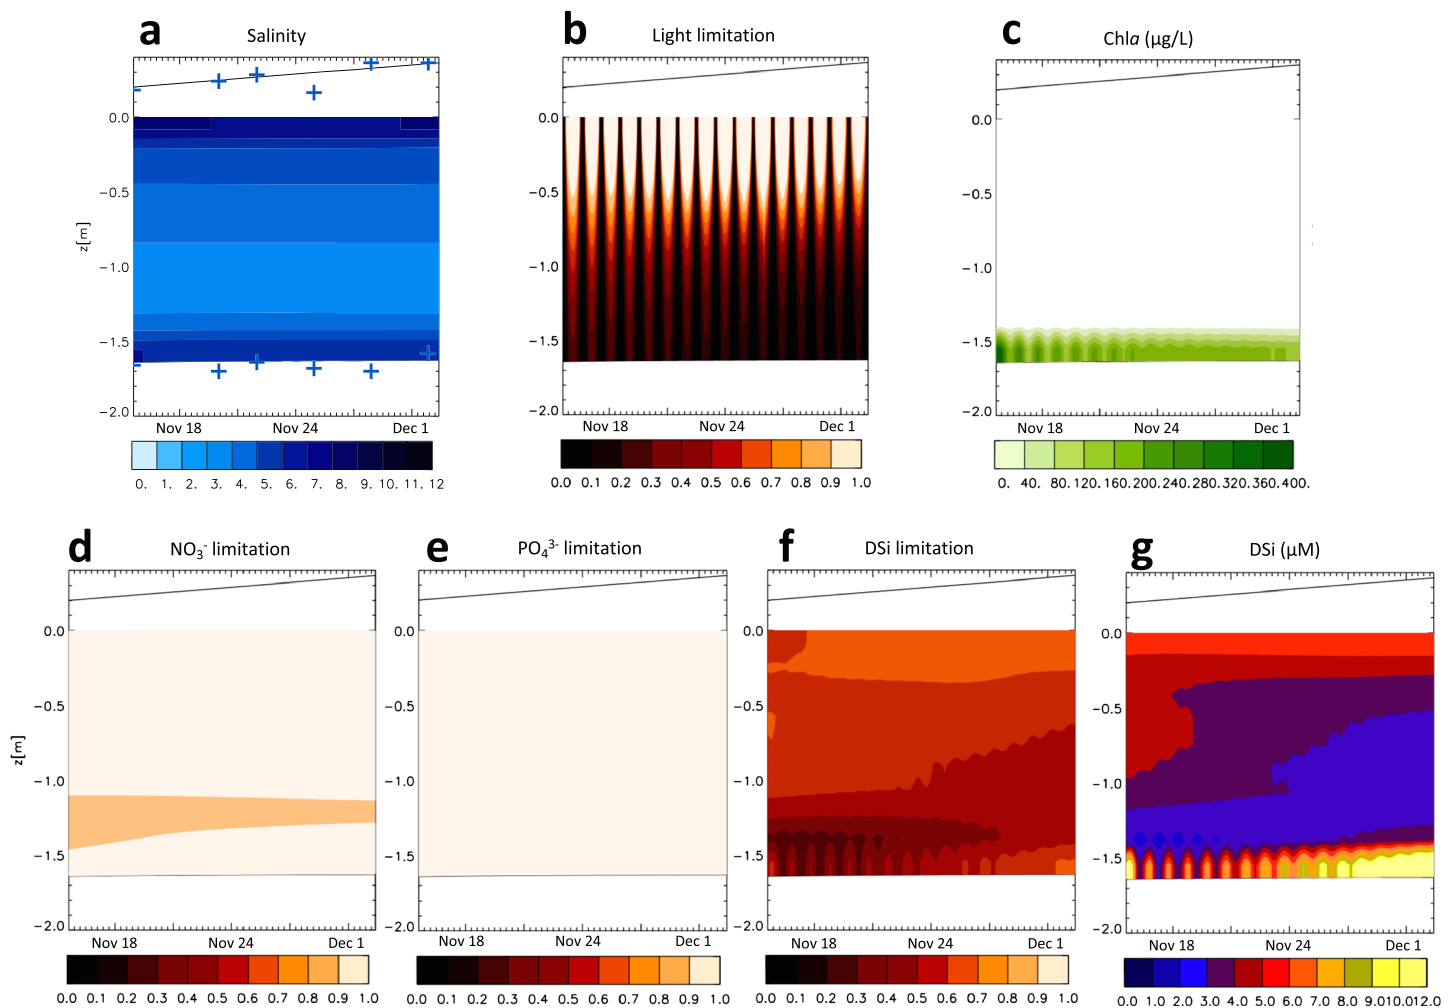 a Salinity
b Light limitation
c Chla (µg/L)
0.0
−0.5
−1.0
−1.5
−2.0
z[m]
Nov 18 Nov 24 Dec 1
0. 1. 2. 3. 4. 5. 6. 7. 8. 9. 10. 11. 12
0.0
−0.5
−1.0
−1.5
−2.0
Nov 18 Nov 24 Dec 1
0.0 0.1 0.2 0.3 0.4 0.5 0.6 0.7 0.8 0.9 1.0
0.0
−0.5
−1.0
−1.5
−2.0
Nov 18 Nov 24 Dec 1
0. 40. 80. 120. 160. 200. 240. 280. 320. 360. 400.
d NO₃⁻ limitation
e PO₄³⁻ limitation
f DSi limitation
g DSi (µM)
0.0
−0.5
−1.0
−1.5
−2.0
z[m]
Nov 18 Nov 24 Dec 1
0.0 0.1 0.2 0.3 0.4 0.5 0.6 0.7 0.8 0.9 1.0
0.0
−0.5
−1.0
−1.5
−2.0
Nov 18 Nov 24 Dec 1
0.0 0.1 0.2 0.3 0.4 0.5 0.6 0.7 0.8 0.9 1.0
0.0
−0.5
−1.0
−1.5
−2.0
Nov 18 Nov 24 Dec 1
0.0 0.1 0.2 0.3 0.4 0.5 0.6 0.7 0.8 0.9 1.0
0.0
−0.5
−1.0
−1.5
−2.0
Nov 18 Nov 24 Dec 1
0.0 1.0 2.0 3.0 4.0 5.0 6.0 7.0 8.0 9.0 10.0 11.0 12.0